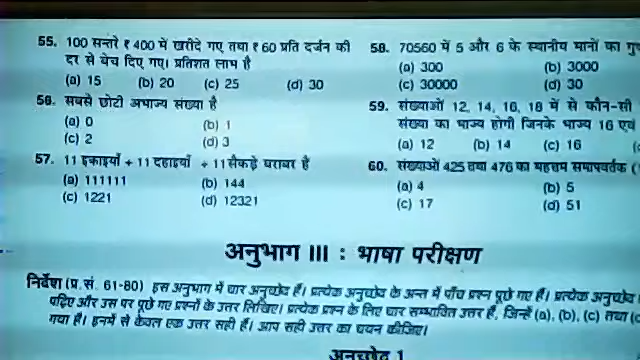 55. 100 सन्तरे ₹ 400 में खरीदे गए तथा ₹ 60 प्रति दर्जन की
दर से बेच दिए गए। प्रतिशत लाभ है
(a) 15 (b) 20 (c) 25 (d) 30
56. सबसे छोटी अभाज्य संख्या है
(a) 0 (b) 1
(c) 2 (d) 3
57. 11 इकाइयाँ + 11 दहाइयाँ + 11 सैकड़े बराबर है
(a) 111111 (b) 144
(c) 1221 (d) 12321
58. 70560 में 5 और 6 के स्थानीय मानों का
(a) 300 (b) 3000
(c) 30000 (d) 30
59. संख्याओं 12, 14, 16, 18 में से कौन-सी
संख्या का भाज्य होगी जिनके भाज्य 16 एवं
(a) 12 (b) 14 (c) 16
60. संख्याओं 425 तथा 476 का महत्तम समापवर्तक
(a) 4 (b) 5
(c) 17 (d) 51
अनुभाग III : भाषा परीक्षण
निर्देश (प्र. सं. 61-80) इस अनुभाग में चार अनुच्छेद हैं। प्रत्येक अनुच्छेद के अन्त में पाँच प्रश्न पूछे गए हैं। प्रत्येक अनुच्छेद
पढ़िए और उस पर पूछे गए प्रश्नों के उत्तर लिखिए। प्रत्येक प्रश्न के लिए चार सम्भावित उत्तर हैं, जिन्हें (a), (b), (c) तथा
गया है। इनमें से केवल एक उत्तर सही है। आप सही उत्तर का चयन कीजिए।
अनुच्छेद 1